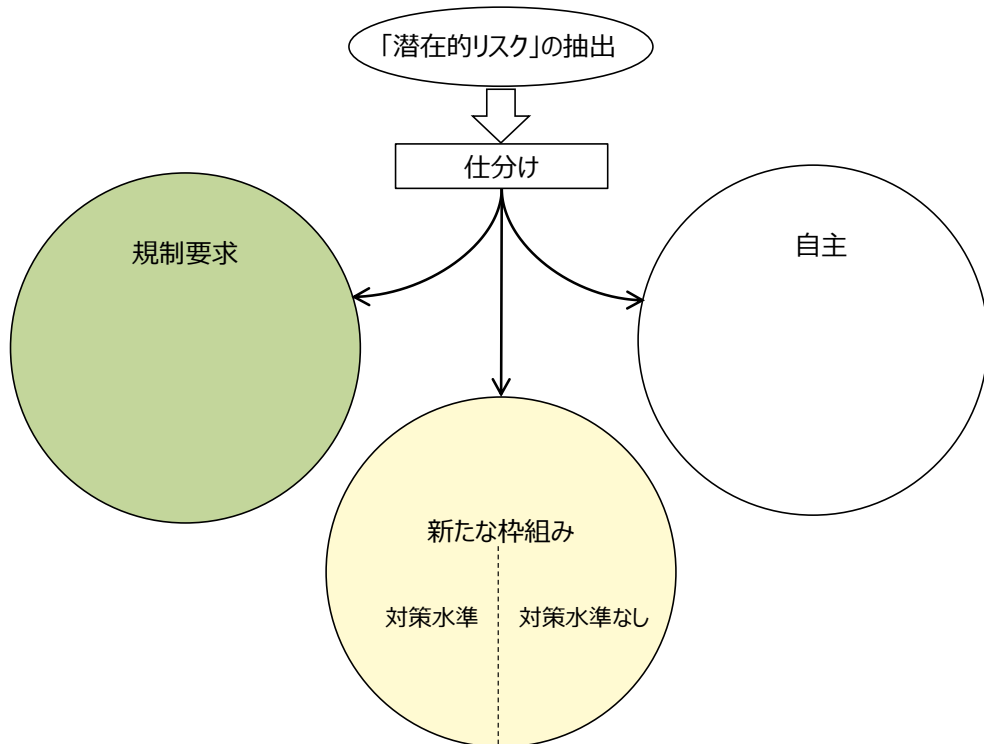 「潜在的リスク」の抽出
仕分け
規制要求
自主
新たな枠組み
対策水準
対策水準なし